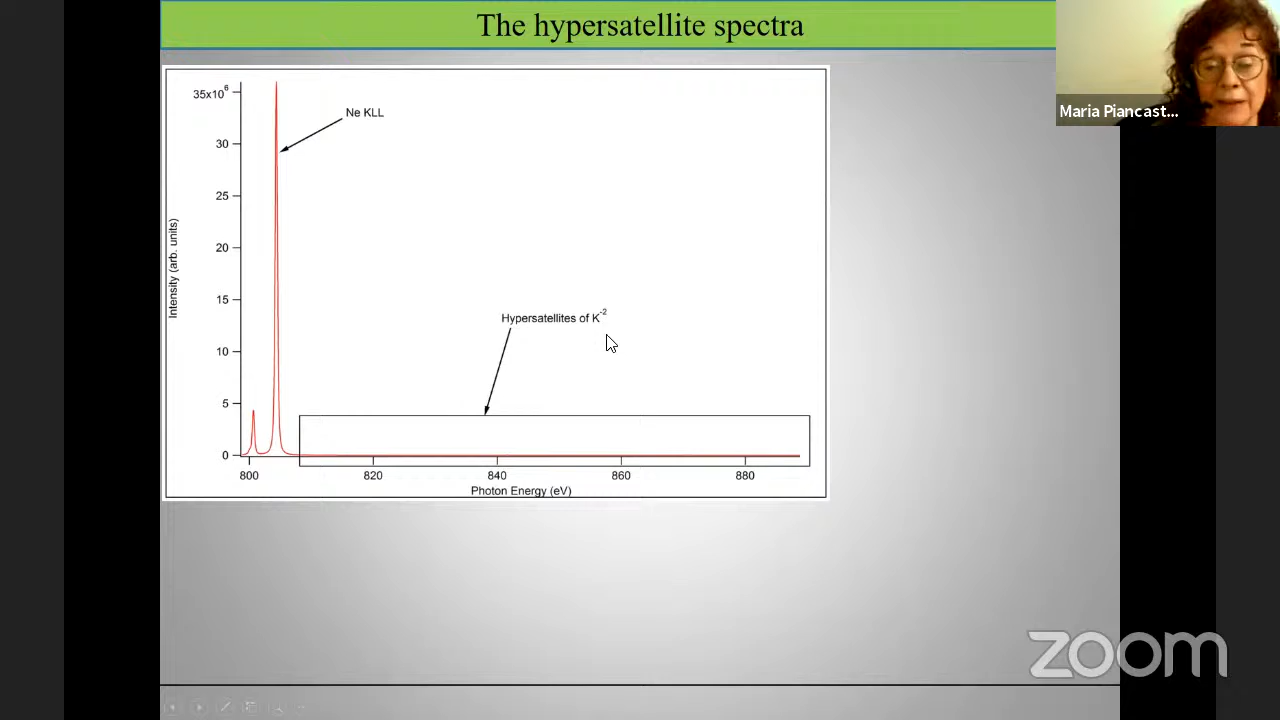 The hypersatellite spectra
Maria Piancast...
35x10⁶
Ne KLL
30
25
20
15
10
5
0
Intensity (arb. units)
Hypersatellites of K⁻²
800 820 840 860 880
Photon Energy (eV)
zoom